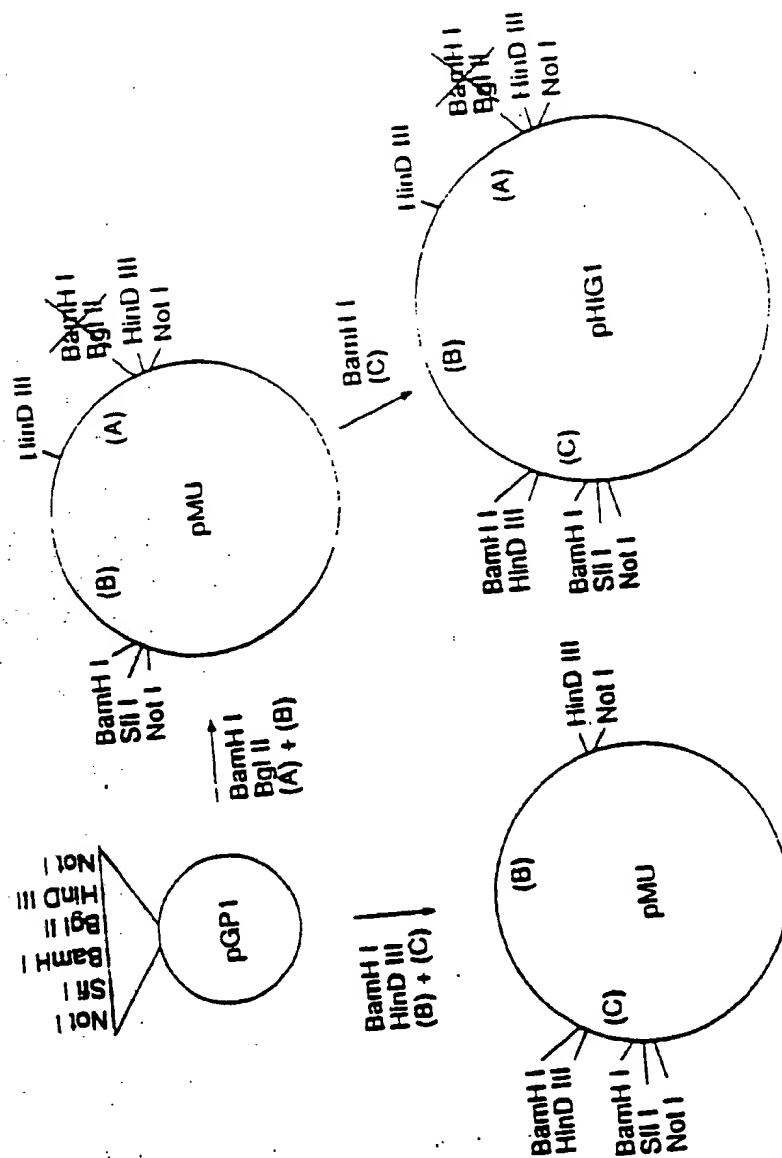 Not I
Sfi I
BamH I
Bgl II
HinD III
Not I
pGP1
BamH I
Bgl II
(A) + (B)
BamH I
HinD III
(B) + (C)
BamH I
Sfi I
Not I
(B)
(A)
pMU
HinD III
BamH I
Bgl II
HinD III
Not I
BamH I
(C)
BamH I
HinD III
BamH I
Sfi I
Not I
(C)
(B)
pMU
HinD III
Not I
BamH I
HinD III
BamH I
Sfi I
Not I
(C)
(B)
(A)
pHIG1
HinD III
BamH I
Bgl II
HinD III
Not I